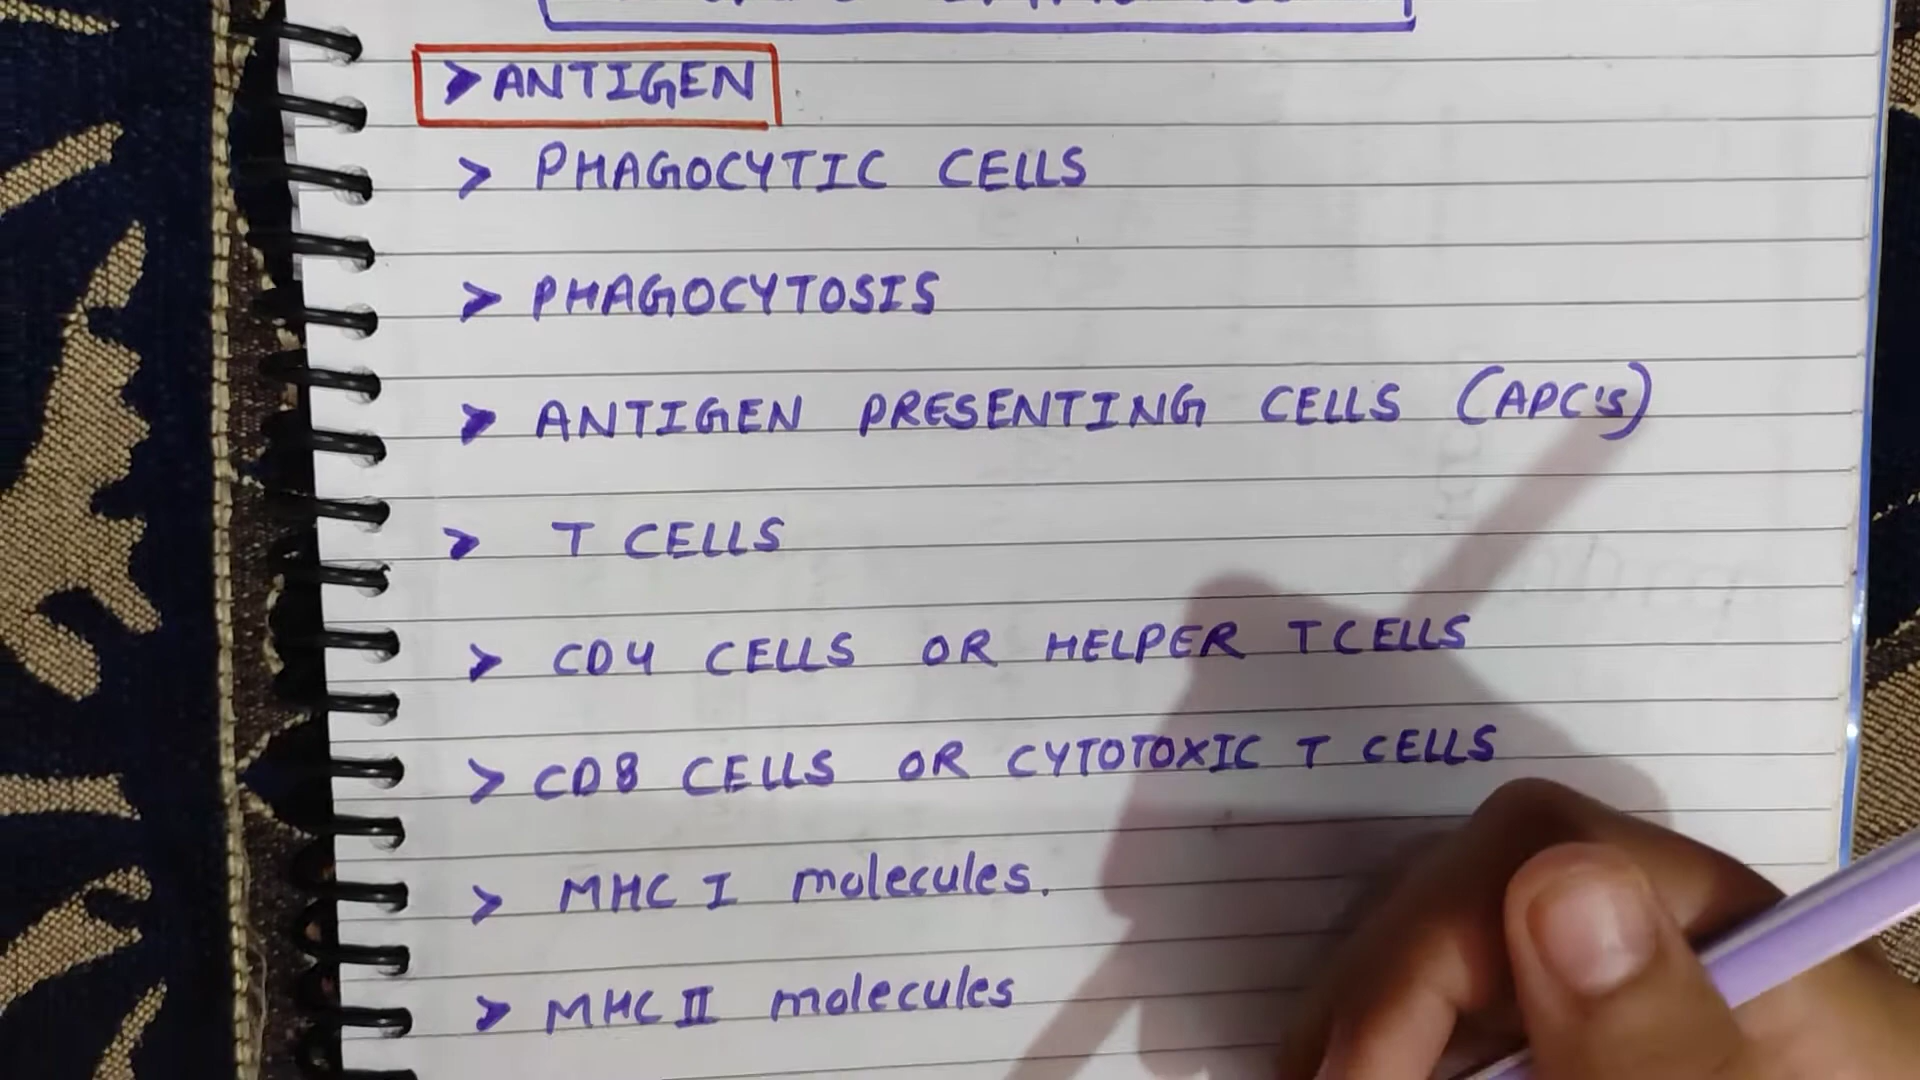 > ANTIGEN
> PHAGOCYTIC CELLS
> PHAGOCYTOSIS
> ANTIGEN PRESENTING CELLS (APC'S)
> T CELLS
> CD4 CELLS OR HELPER T CELLS
> CD8 CELLS OR CYTOTOXIC T CELLS
> MHC I molecules.
> MHC II molecules